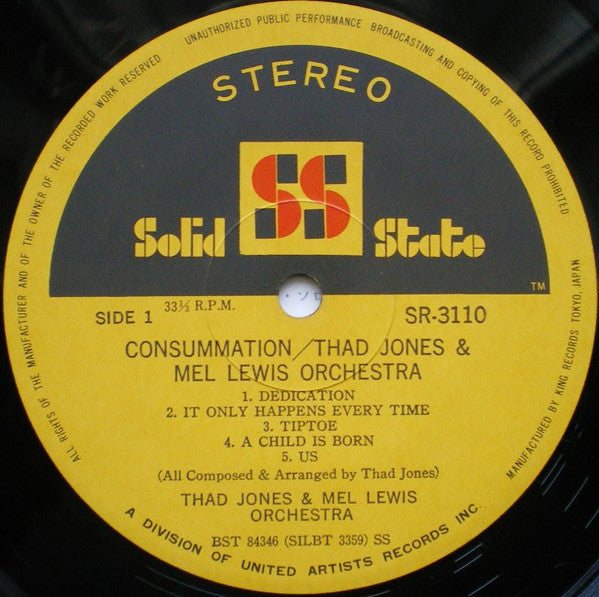 ALL RIGHTS OF THE MANUFACTURER AND OF THE OWNER OF THE RECORDED WORK RESERVED
UNAUTHORIZED PUBLIC PERFORMANCE BROADCASTING AND COPYING OF THIS RECORD PROHIBITED
STEREO
SS
Solid State
TM
SIDE 1
33⅓ R.P.M.
SR-3110
CONSUMMATION/THAD JONES &
MEL LEWIS ORCHESTRA
1. DEDICATION
2. IT ONLY HAPPENS EVERY TIME
3. TIPTOE
4. A CHILD IS BORN
5. US
(All Composed & Arranged by Thad Jones)
THAD JONES & MEL LEWIS
ORCHESTRA
BST 84346 (SILBT 3359) SS
A DIVISION OF UNITED ARTISTS RECORDS INC.
MANUFACTURED BY KING RECORDS TOKYO, JAPAN